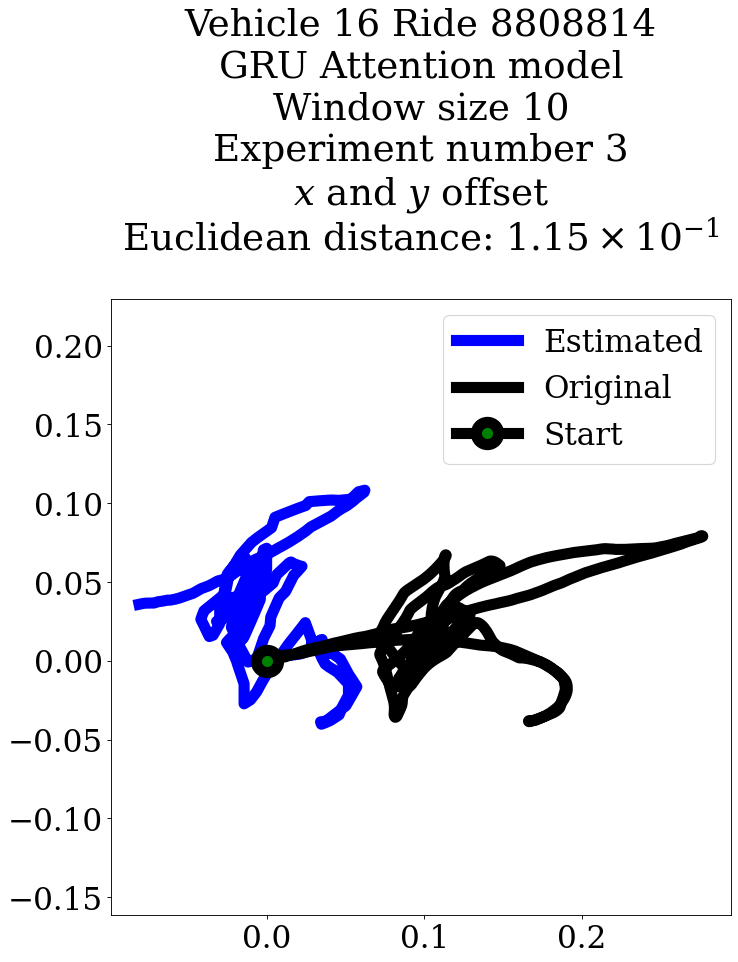 Vehicle 16 Ride 8808814
GRU Attention model
Window size 10
Experiment number 3
x and y offset
Euclidean distance: 1.15 × 10⁻¹
Estimated
Original
Start
0.20
0.15
0.10
0.05
0.00
−0.05
−0.10
−0.15
0.0 0.1 0.2